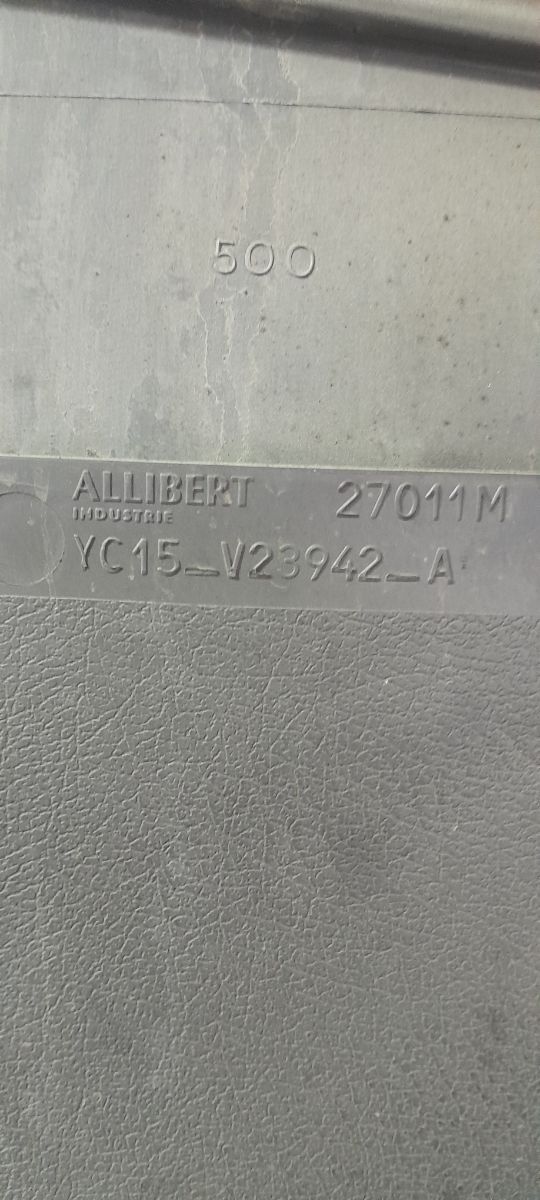 500
ALLIBERT 27011M
INDUSTRIE
YC15_V23942_A